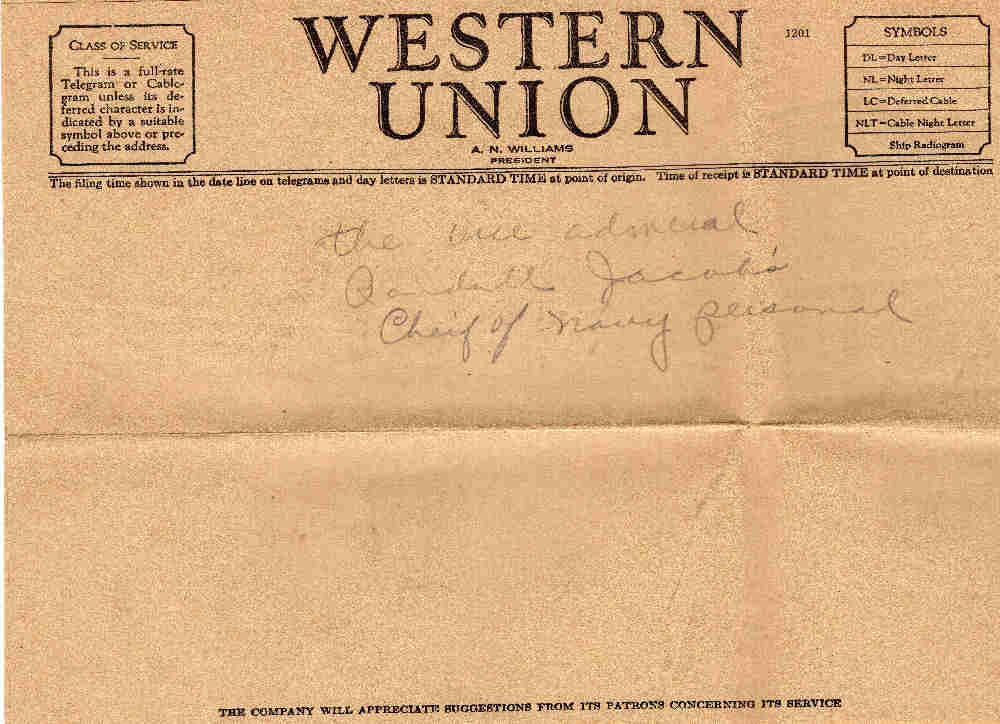 CLASS OF SERVICE
This is a full-rate
Telegram or Cable-
gram unless its de-
ferred character is in-
dicated by a suitable
symbol above or pre-
ceding the address.
WESTERN
UNION
A. N. WILLIAMS
PRESIDENT
1201
SYMBOLS
DL=Day Letter
NL=Night Letter
LC=Deferred Cable
NLT=Cable Night Letter
Ship Radiogram
The filing time shown in the date line on telegrams and day letters is STANDARD TIME at point of origin. Time of receipt is STANDARD TIME at point of destination
the vice admiral
Randall Jacobs
Cheif of Navy personal
THE COMPANY WILL APPRECIATE SUGGESTIONS FROM ITS PATRONS CONCERNING ITS SERVICE